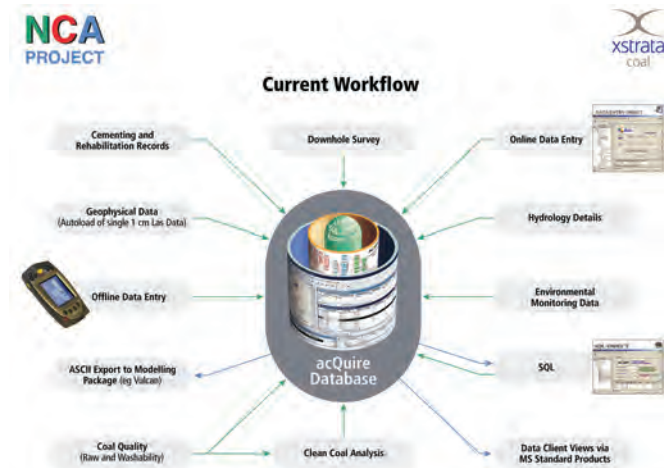 NCA
PROJECT
xstrata
coal
Current Workflow
Cementing and
Rehabilitation Records
Downhole Survey
Online Data Entry
Geophysical Data
(Autoload of single 1 cm Las Data)
Hydrology Details
Offline Data Entry
Environmental
Monitoring Data
acQuire
Database
ASCII Export to Modelling
Package (eg Vulcan)
SQL
Coal Quality
(Raw and Washability)
Clean Coal Analysis
Data Client Views via
MS Standard Products